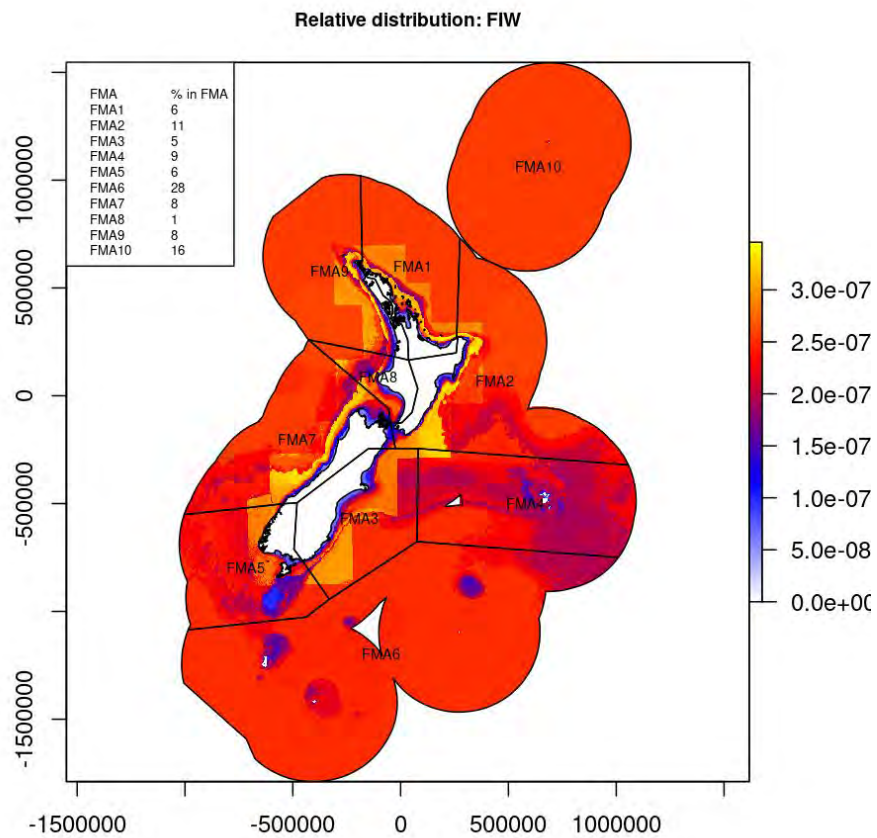 Relative distribution: FIW
FMA % in FMA
FMA1 6
FMA2 11
FMA3 5
FMA4 9
FMA5 6
FMA6 28
FMA7 8
FMA8 1
FMA9 8
FMA10 16
FMA10
FMA9
FMA1
FMA8
FMA2
FMA7
FMA4
FMA3
FMA5
FMA6
1000000
500000
0
-500000
-1000000
-1500000
-1500000 -500000 0 500000 1000000
3.0e-07
2.5e-07
2.0e-07
1.5e-07
1.0e-07
5.0e-08
0.0e+00